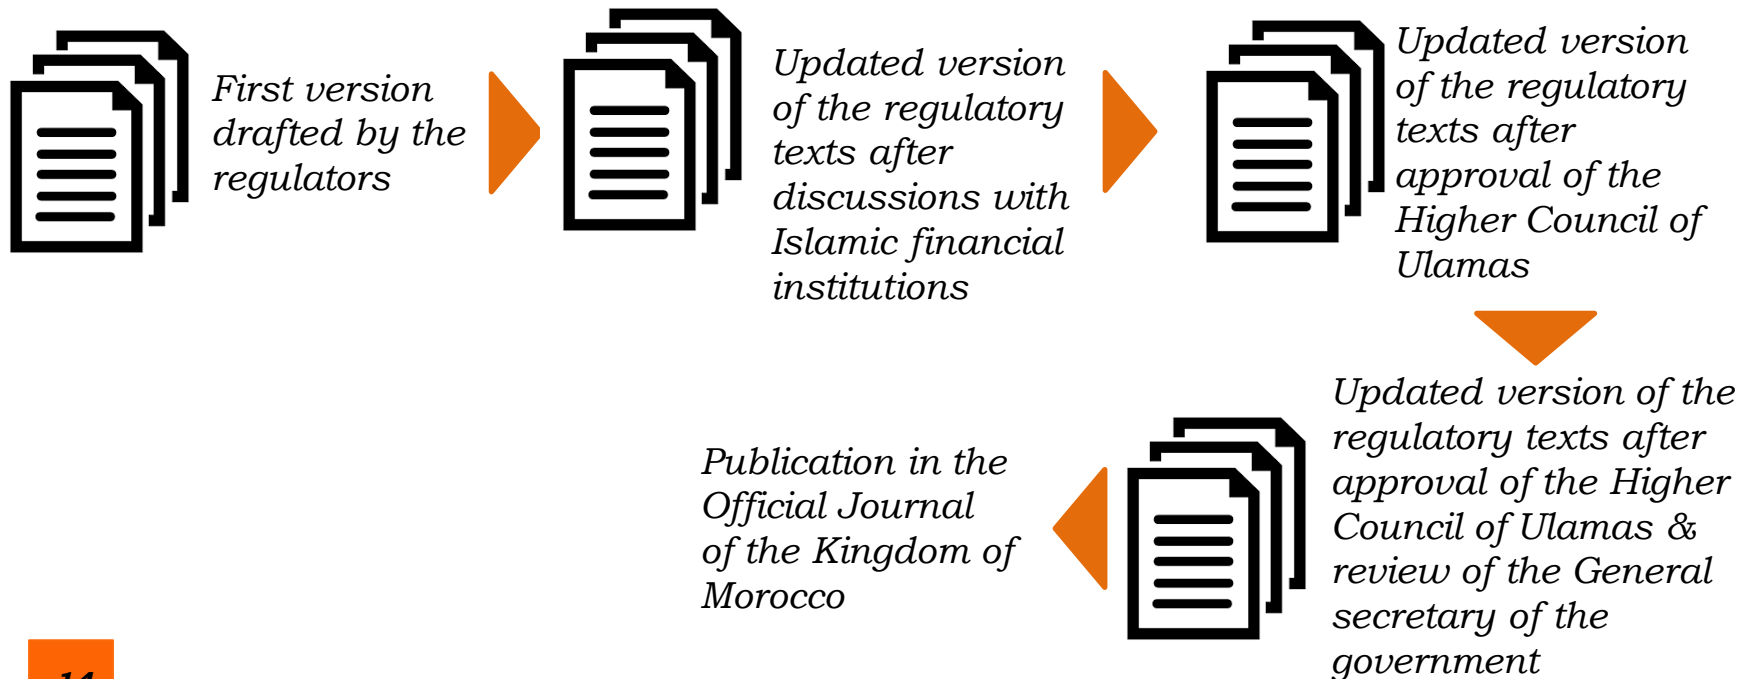 First version
drafted by the
regulators
Updated version
of the regulatory
texts after
discussions with
Islamic financial
institutions
Updated version
of the regulatory
texts after
approval of the
Higher Council of
Ulamas
Updated version of the
regulatory texts after
approval of the Higher
Council of Ulamas &
review of the General
secretary of the
government
Publication in the
Official Journal
of the Kingdom of
Morocco
14